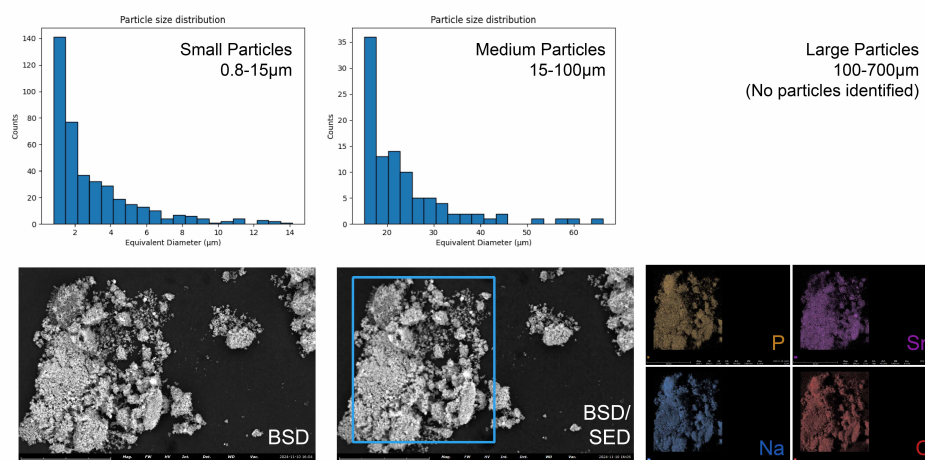 Particle size distribution
Small Particles
0.8-15µm
Counts
140
120
100
80
60
40
20
0
2
4
6
8
10
12
14
Equivalent Diameter (µm)
Particle size distribution
Medium Particles
15-100µm
Counts
35
30
25
20
15
10
5
0
20
30
40
50
60
Equivalent Diameter (µm)
Large Particles
100-700µm
(No particles identified)
BSD
BSD/
SED
P
Na